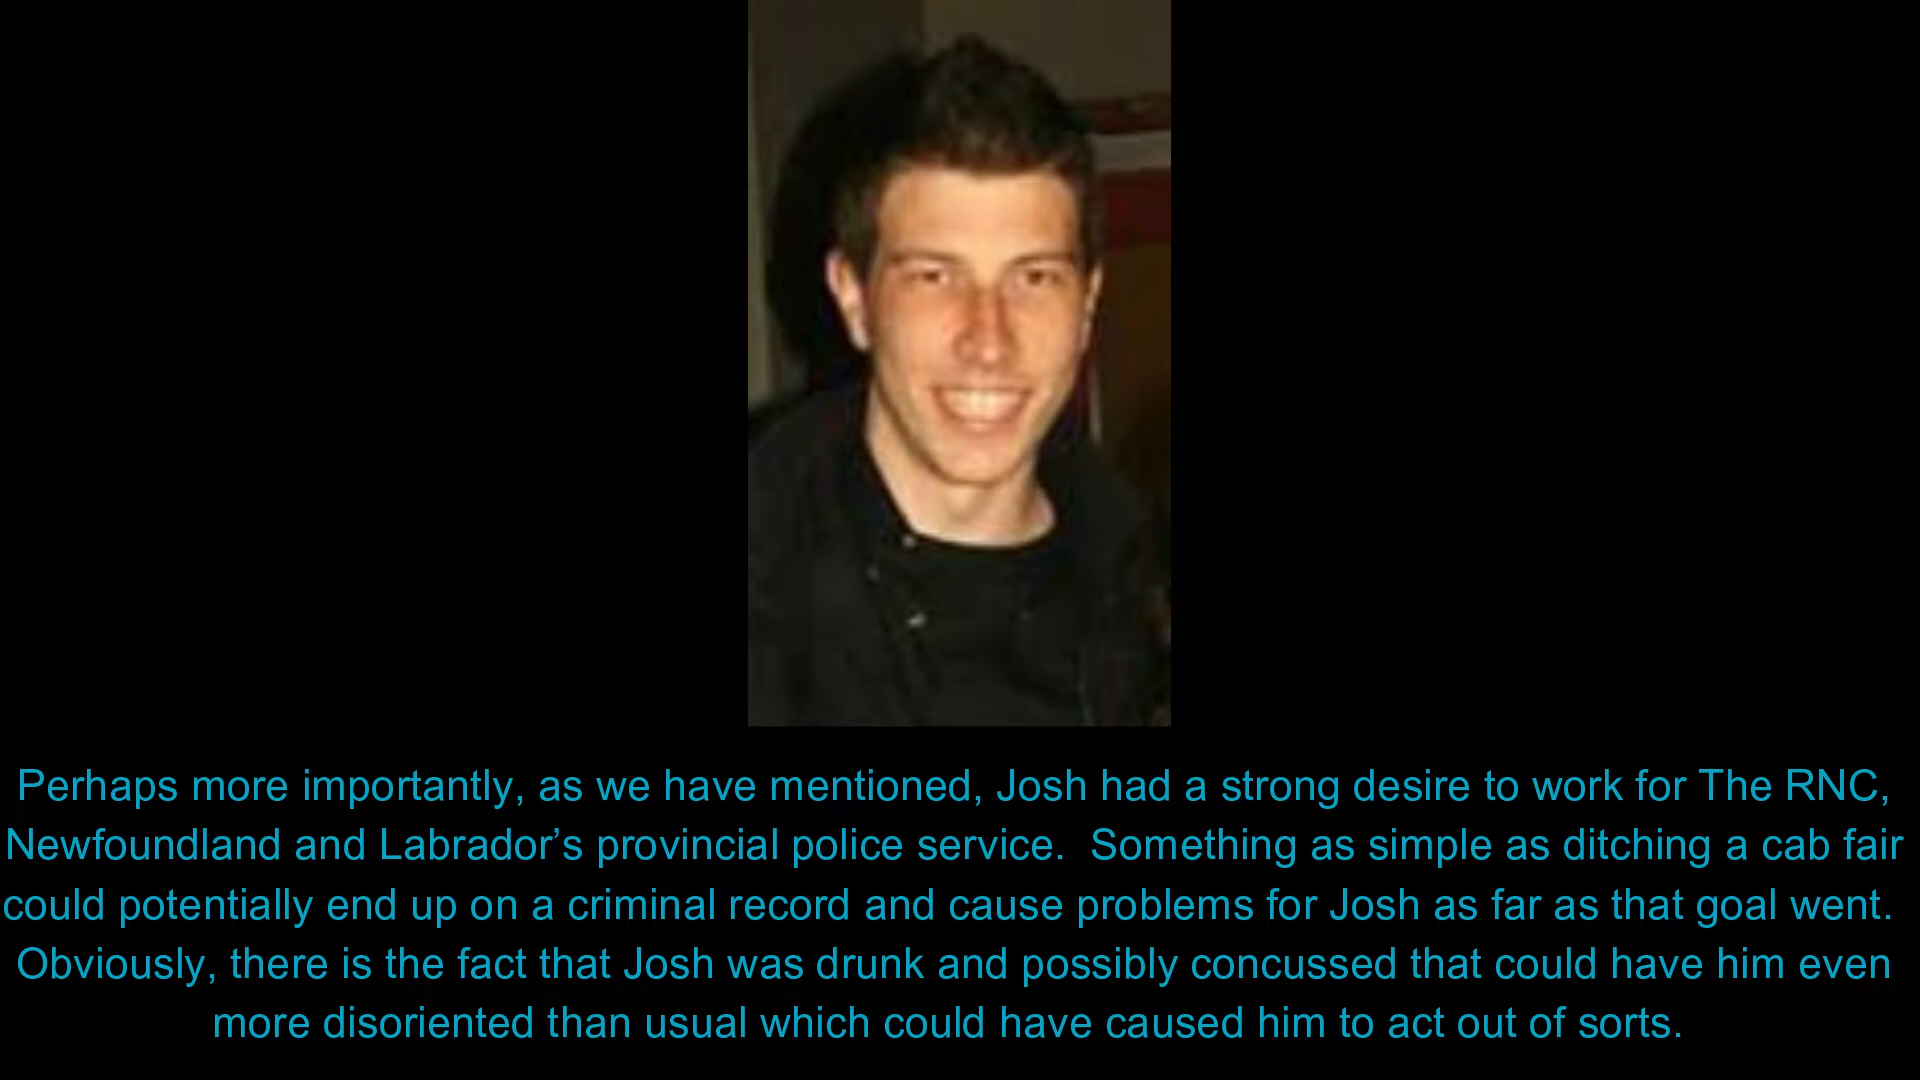 Perhaps more importantly, as we have mentioned, Josh had a strong desire to work for The RNC,
Newfoundland and Labrador’s provincial police service.  Something as simple as ditching a cab fair
could potentially end up on a criminal record and cause problems for Josh as far as that goal went.
Obviously, there is the fact that Josh was drunk and possibly concussed that could have him even
more disoriented than usual which could have caused him to act out of sorts.